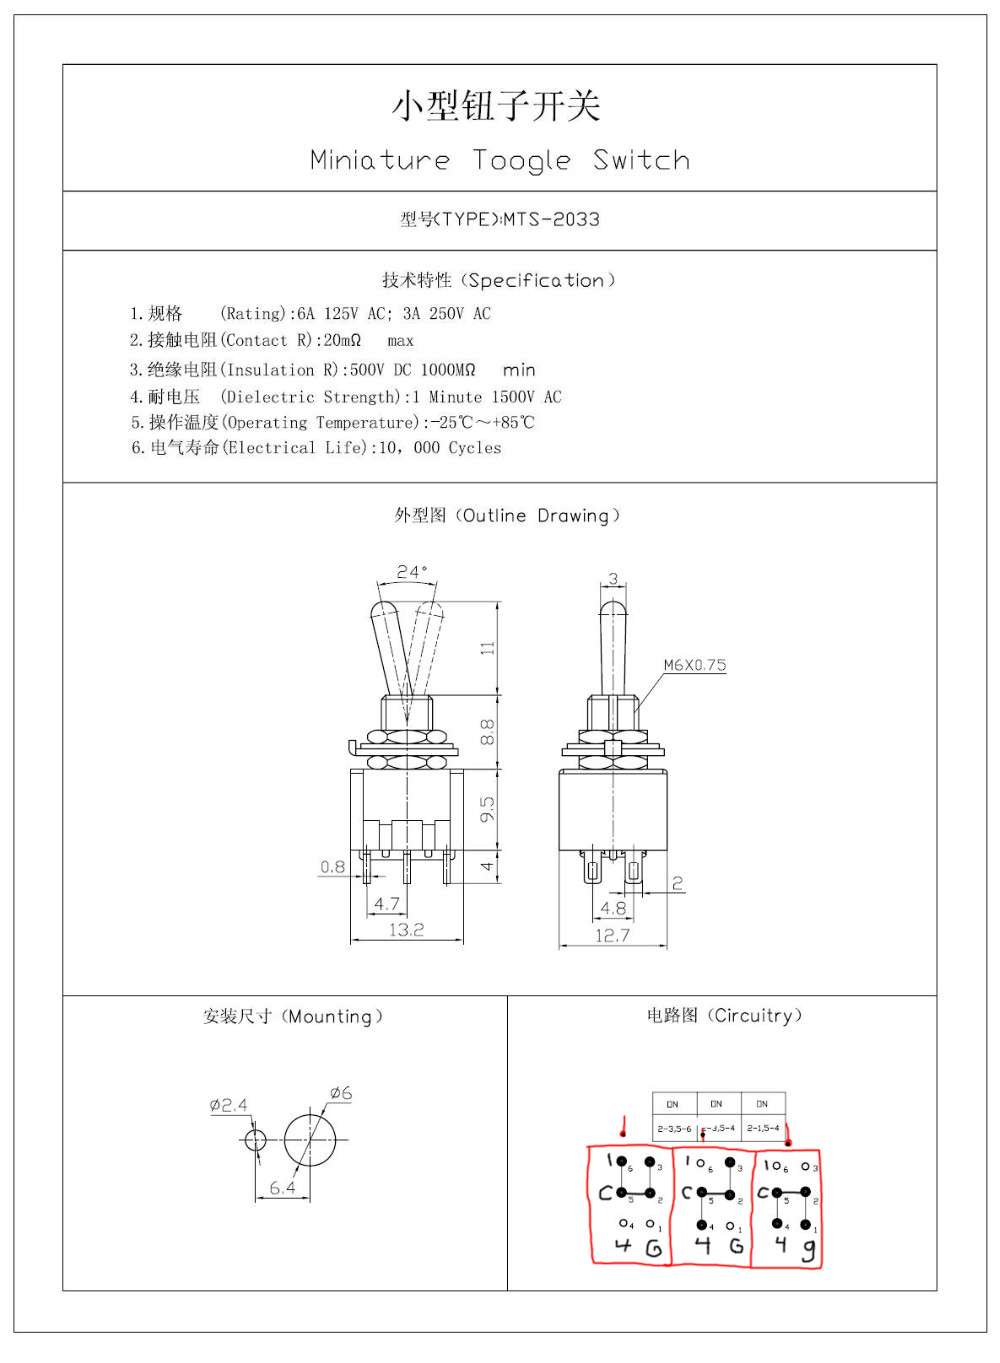 小型钮子开关
Miniature Toogle Switch
型号(TYPE):MTS-2033
技术特性 (Specification)
1.规格 (Rating):6A 125V AC; 3A 250V AC
2.接触电阻(Contact R):20mΩ max
3.绝缘电阻(Insulation R):500V DC 1000MΩ min
4.耐电压 (Dielectric Strength):1 Minute 1500V AC
5.操作温度(Operating Temperature):-25℃~+85℃
6.电气寿命(Electrical Life):10, 000 Cycles
外型图 (Outline Drawing)
24°
3
11
M6X0.75
8.8
9.5
0.8
4
2
4.7
4.8
13.2
12.7
安装尺寸 (Mounting)
电路图 (Circuitry)
Ø2.4
Ø6
6.4
ON ON ON
2-3,5-6 -3,5-4 2-1,5-4
1 6 3 1 6 3 1 6 3
C 5 2 C 5 2 C 5 2
4 1 4 1 4 1
4 G 4 G 4 g